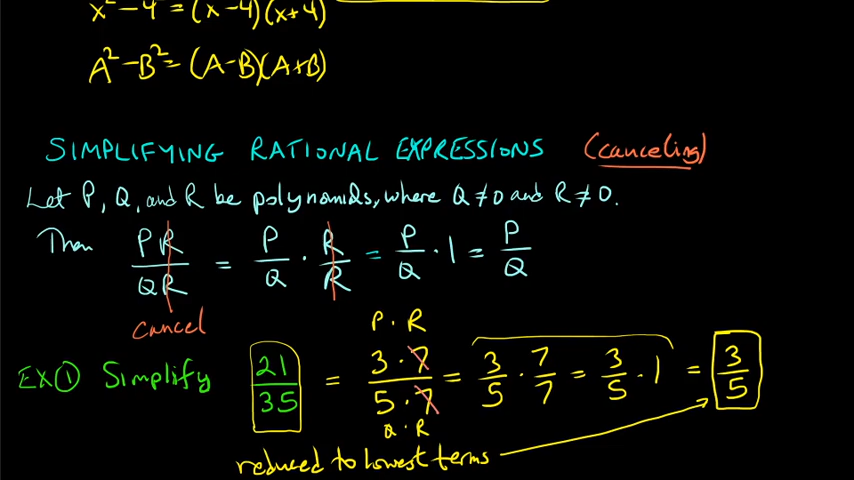 x² - 4 = (x-4)(x+4)
A² - B² = (A-B)(A+B)
SIMPLIFYING RATIONAL EXPRESSIONS (canceling)
Let P, Q, and R be polynomials, where Q ≠ 0 and R ≠ 0.
Then PR/QR = P/Q · R/R = P/Q · 1 = P/Q
cancel
P · R
EX① Simplify 21/35 = 3·7/5·7 = 3/5 · 7/7 = 3/5 · 1 = 3/5
Q · R
reduced to lowest terms